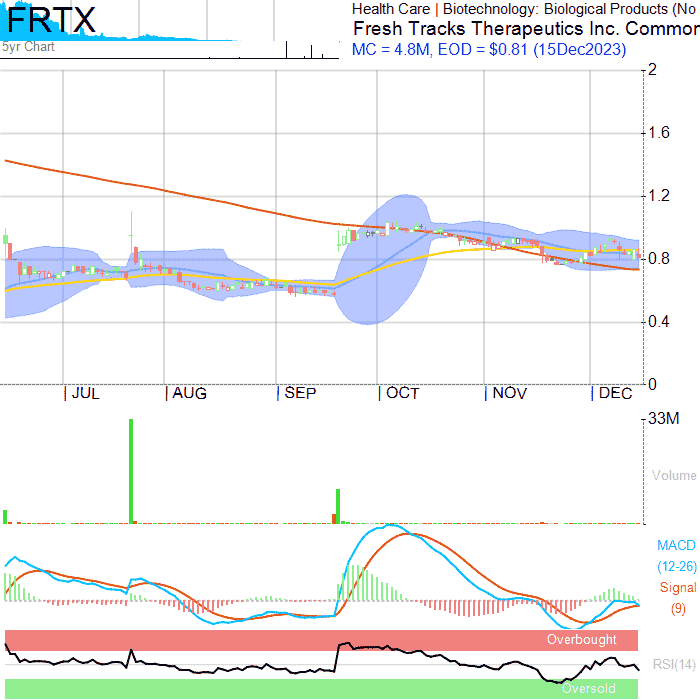 FRTX
5yr Chart
Health Care | Biotechnology: Biological Products (No
Fresh Tracks Therapeutics Inc. Common
MC = 4.8M, EOD = $0.81 (15Dec2023)
2
1.6
1.2
0.8
0.4
0
JUL AUG SEP OCT NOV DEC
33M
Volume
MACD
(12-26)
Signal
(9)
Overbought
RSI(14)
Oversold